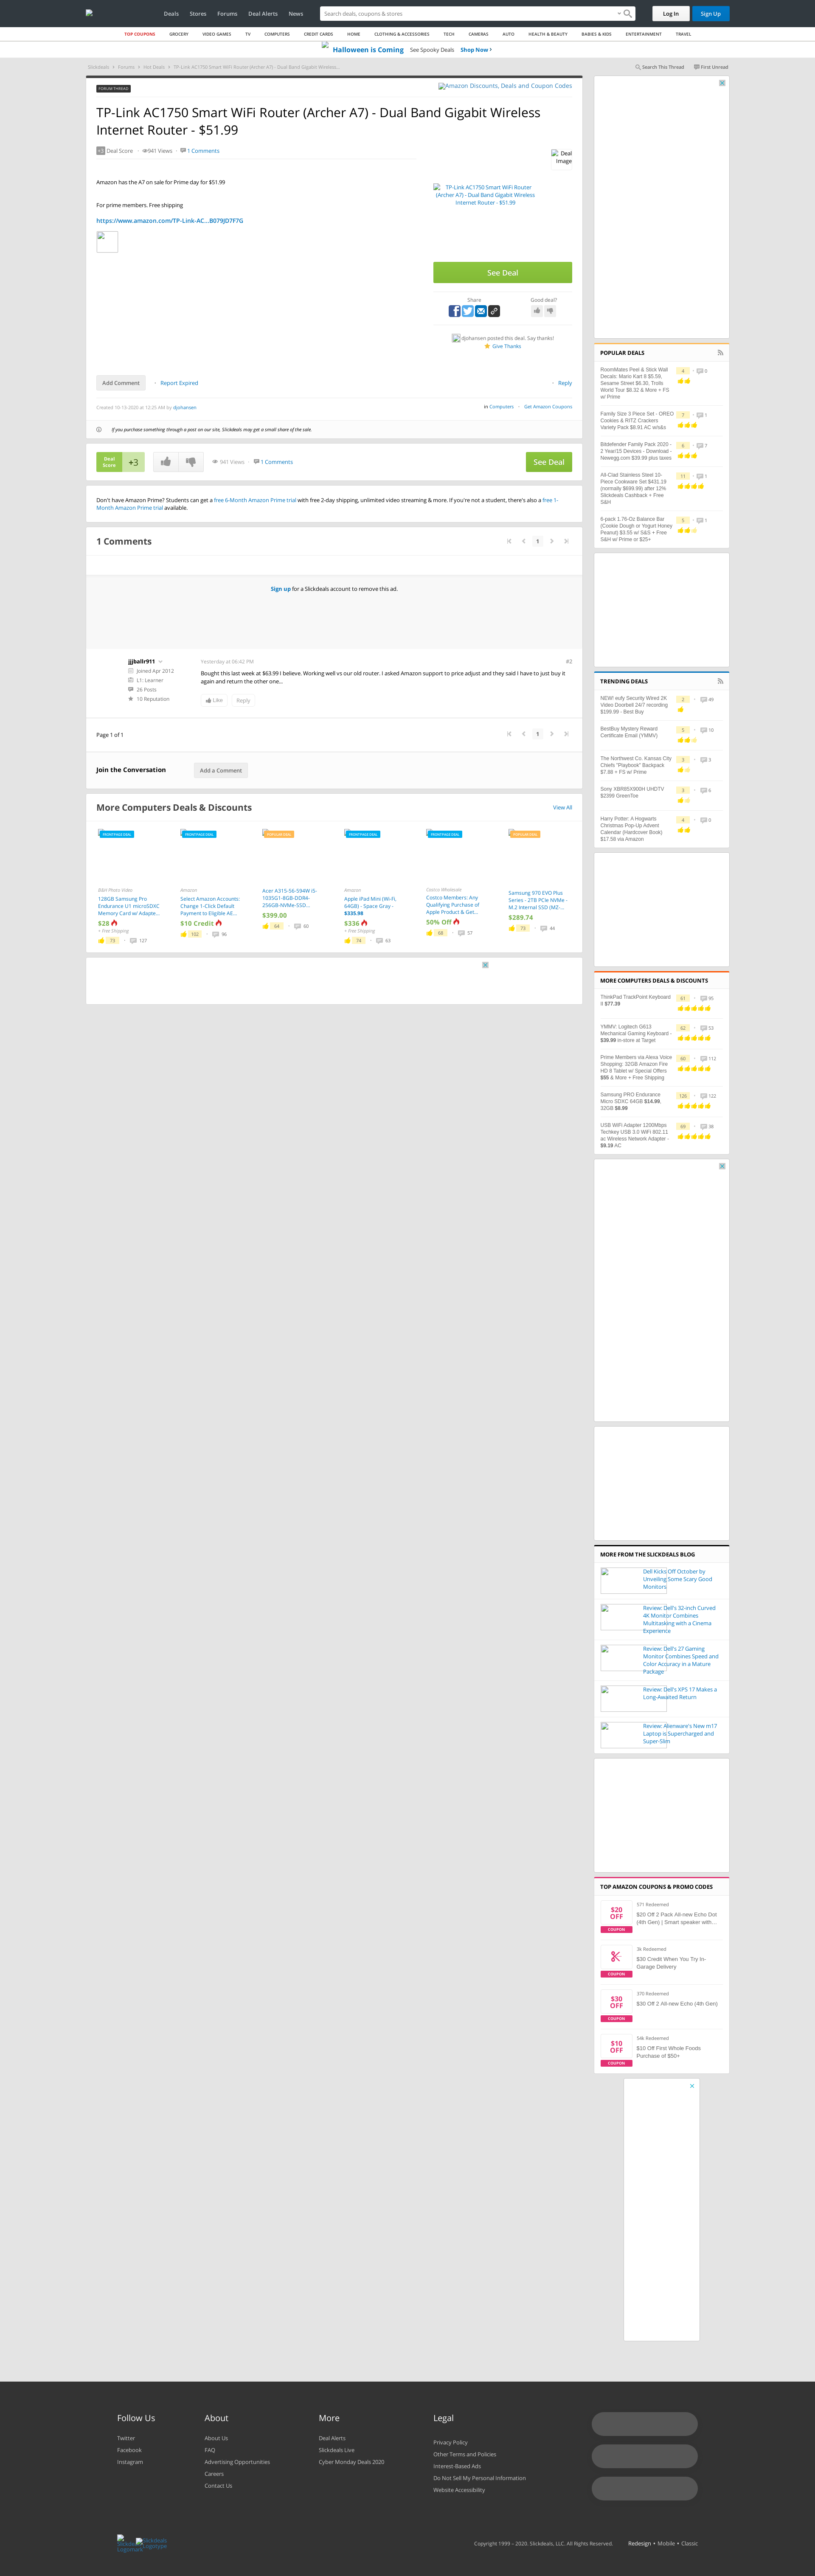 Deals Stores Forums Deal Alerts News
Search deals, coupons & stores
Log In
Sign Up
TOP COUPONS GROCERY VIDEO GAMES TV COMPUTERS CREDIT CARDS HOME CLOTHING & ACCESSORIES TECH CAMERAS AUTO HEALTH & BEAUTY BABIES & KIDS ENTERTAINMENT TRAVEL
Halloween is Coming See Spooky Deals Shop Now ›
Slickdeals > Forums > Hot Deals > TP-Link AC1750 Smart WiFi Router (Archer A7) - Dual Band Gigabit Wireless...
Search This Thread First Unread
FORUM THREAD
Amazon Discounts, Deals and Coupon Codes
TP-Link AC1750 Smart WiFi Router (Archer A7) - Dual Band Gigabit Wireless
Internet Router - $51.99
+3 Deal Score 941 Views 1 Comments
Deal
Image
Amazon has the A7 on sale for Prime day for $51.99
For prime members. Free shipping
https://www.amazon.com/TP-Link-AC...B079JD7F7G
TP-Link AC1750 Smart WiFi Router
(Archer A7) - Dual Band Gigabit Wireless
Internet Router - $51.99
See Deal
Share Good deal?
djohansen posted this deal. Say thanks!
Give Thanks
Add Comment Report Expired Reply
Created 10-13-2020 at 12:25 AM by djohansen
in Computers Get Amazon Coupons
If you purchase something through a post on our site, Slickdeals may get a small share of the sale.
Deal
Score +3
941 Views 1 Comments
See Deal
Don't have Amazon Prime? Students can get a free 6-Month Amazon Prime trial with free 2-day shipping, unlimited video streaming & more. If you're not a student, there's also a free 1-
Month Amazon Prime trial available.
1 Comments
1
Sign up for a Slickdeals account to remove this ad.
jjjballr911
Joined Apr 2012
L1: Learner
26 Posts
10 Reputation
Yesterday at 06:42 PM #2
Bought this last week at $63.99 I believe. Working well vs our old router. I asked Amazon support to price adjust and they said I have to just buy it
again and return the other one...
Like Reply
Page 1 of 1
1
Join the Conversation
Add a Comment
More Computers Deals & Discounts
View All
FRONTPAGE DEAL
B&H Photo Video
128GB Samsung Pro
Endurance U1 microSDXC
Memory Card w/ Adapte...
$28
+ Free Shipping
73 127
FRONTPAGE DEAL
Amazon
Select Amazon Accounts:
Change 1-Click Default
Payment to Eligible AE...
$10 Credit
102 96
POPULAR DEAL
Acer A315-56-594W i5-
1035G1-8GB-DDR4-
256GB-NVMe-SSD...
$399.00
64 60
FRONTPAGE DEAL
Amazon
Apple iPad Mini (Wi-Fi,
64GB) - Space Gray -
$335.98
$336
+ Free Shipping
74 63
FRONTPAGE DEAL
Costco Wholesale
Costco Members: Any
Qualifying Purchase of
Apple Product & Get...
50% Off
68 57
POPULAR DEAL
Samsung 970 EVO Plus
Series - 2TB PCIe NVMe -
M.2 Internal SSD (MZ-...
$289.74
73 44
POPULAR DEALS
RoomMates Peel & Stick Wall
Decals: Mario Kart 8 $5.59,
Sesame Street $6.30, Trolls
World Tour $8.32 & More + FS
w/ Prime
4 0
Family Size 3 Piece Set - OREO
Cookies & RITZ Crackers
Variety Pack $6.91 AC w/s&s
7 1
Bitdefender Family Pack 2020 -
2 Year/15 Devices - Download -
Newegg.com $39.99 plus taxes
6 7
All-Clad Stainless Steel 10-
Piece Cookware Set $431.19
(normally $699.99) after 12%
Slickdeals Cashback + Free
S&H
11 1
6-pack 1.76-Oz Balance Bar
(Cookie Dough or Yogurt Honey
Peanut) $3.55 w/ S&S + Free
S&H w/ Prime or $25+
5 1
TRENDING DEALS
NEW! eufy Security Wired 2K
Video Doorbell 24/7 recording
$199.99 - Best Buy
2 49
BestBuy Mystery Reward
Certificate Email (YMMV)
5 10
The Northwest Co. Kansas City
Chiefs "Playbook" Backpack
$7.98 + FS w/ Prime
3 3
Sony XBR85X900H UHDTV
$2399 GreenToe
3 6
Harry Potter: A Hogwarts
Christmas Pop-Up Advent
Calendar (Hardcover Book)
$17.58 via Amazon
4 0
MORE COMPUTERS DEALS & DISCOUNTS
ThinkPad TrackPoint Keyboard
II $77.39
61 95
YMMV: Logitech G613
Mechanical Gaming Keyboard -
$39.99 in-store at Target
62 53
Prime Members via Alexa Voice
Shopping: 32GB Amazon Fire
HD 8 Tablet w/ Special Offers
$55 & More + Free Shipping
60 112
Samsung PRO Endurance
Micro SDXC 64GB $14.99,
32GB $8.99
126 122
USB WiFi Adapter 1200Mbps
Techkey USB 3.0 WiFi 802.11
ac Wireless Network Adapter -
$9.19 AC
69 38
MORE FROM THE SLICKDEALS BLOG
Dell Kicks Off October by
Unveiling Some Scary Good
Monitors
Review: Dell's 32-inch Curved
4K Monitor Combines
Multitasking with a Cinema
Experience
Review: Dell's 27 Gaming
Monitor Combines Speed and
Color Accuracy in a Mature
Package
Review: Dell's XPS 17 Makes a
Long-Awaited Return
Review: Alienware's New m17
Laptop is Supercharged and
Super-Slim
TOP AMAZON COUPONS & PROMO CODES
$20
OFF
COUPON
571 Redeemed
$20 Off 2 Pack All-new Echo Dot
(4th Gen) | Smart speaker with...
COUPON
3k Redeemed
$30 Credit When You Try In-
Garage Delivery
$30
OFF
COUPON
370 Redeemed
$30 Off 2 All-new Echo (4th Gen)
$10
OFF
COUPON
54k Redeemed
$10 Off First Whole Foods
Purchase of $50+
Follow Us
Twitter
Facebook
Instagram
About
About Us
FAQ
Advertising Opportunities
Careers
Contact Us
More
Deal Alerts
Slickdeals Live
Cyber Monday Deals 2020
Legal
Privacy Policy
Other Terms and Policies
Interest-Based Ads
Do Not Sell My Personal Information
Website Accessibility
Slickdeals
Logomark
Slickdeals
Logotype
Copyright 1999 - 2020. Slickdeals, LLC. All Rights Reserved. Redesign • Mobile • Classic